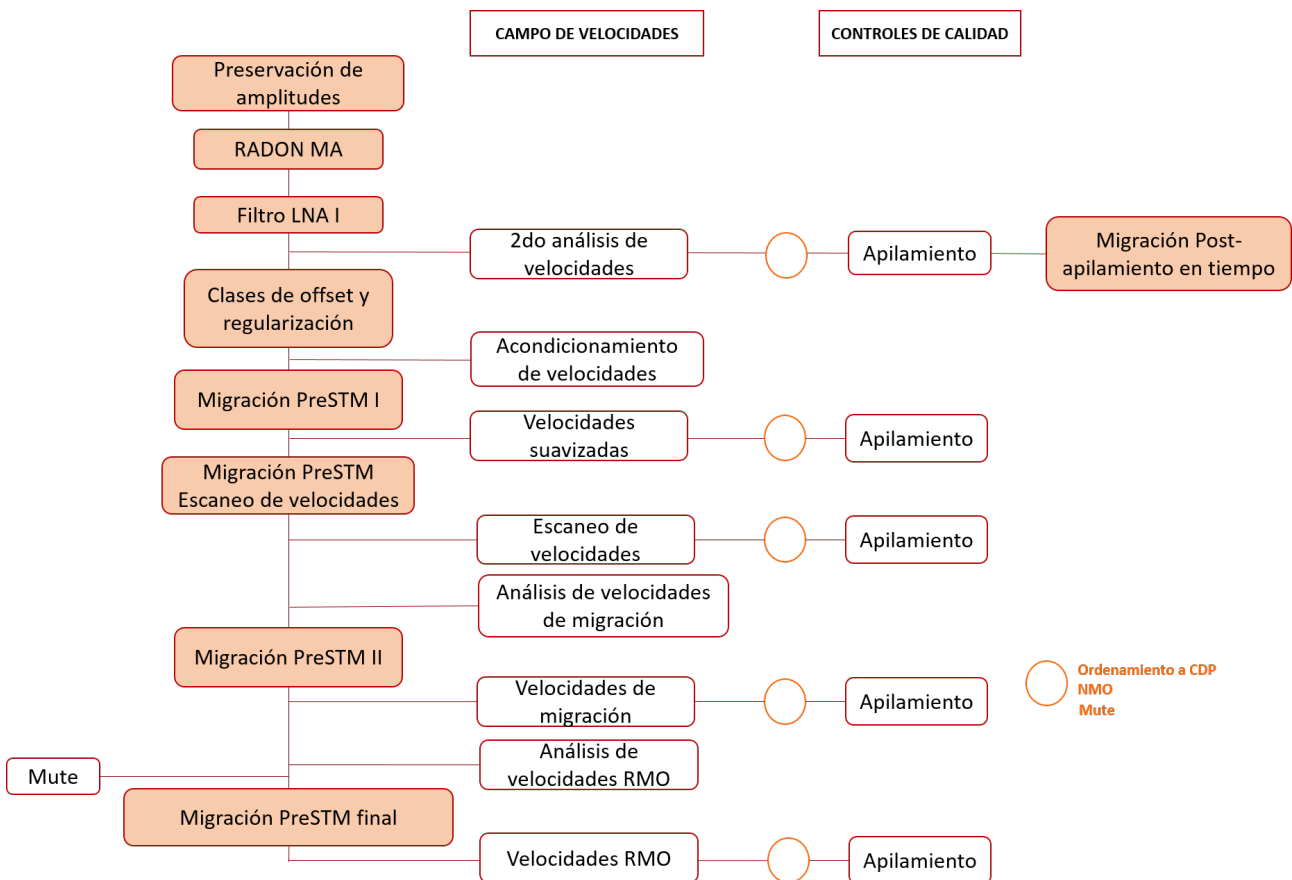 CAMPO DE VELOCIDADES
CONTROLES DE CALIDAD
Preservación de
amplitudes
RADON MA
Filtro LNA I
2do análisis de
velocidades
Apilamiento
Migración Post-
apilamiento en tiempo
Clases de offset y
regularización
Acondicionamiento
de velocidades
Migración PreSTM I
Velocidades
suavizadas
Apilamiento
Migración PreSTM
Escaneo de velocidades
Escaneo de
velocidades
Apilamiento
Análisis de velocidades
de migración
Migración PreSTM II
Ordenamiento a CDP
NMO
Mute
Velocidades de
migración
Apilamiento
Análisis de
velocidades RMO
Mute
Migración PreSTM final
Velocidades RMO
Apilamiento